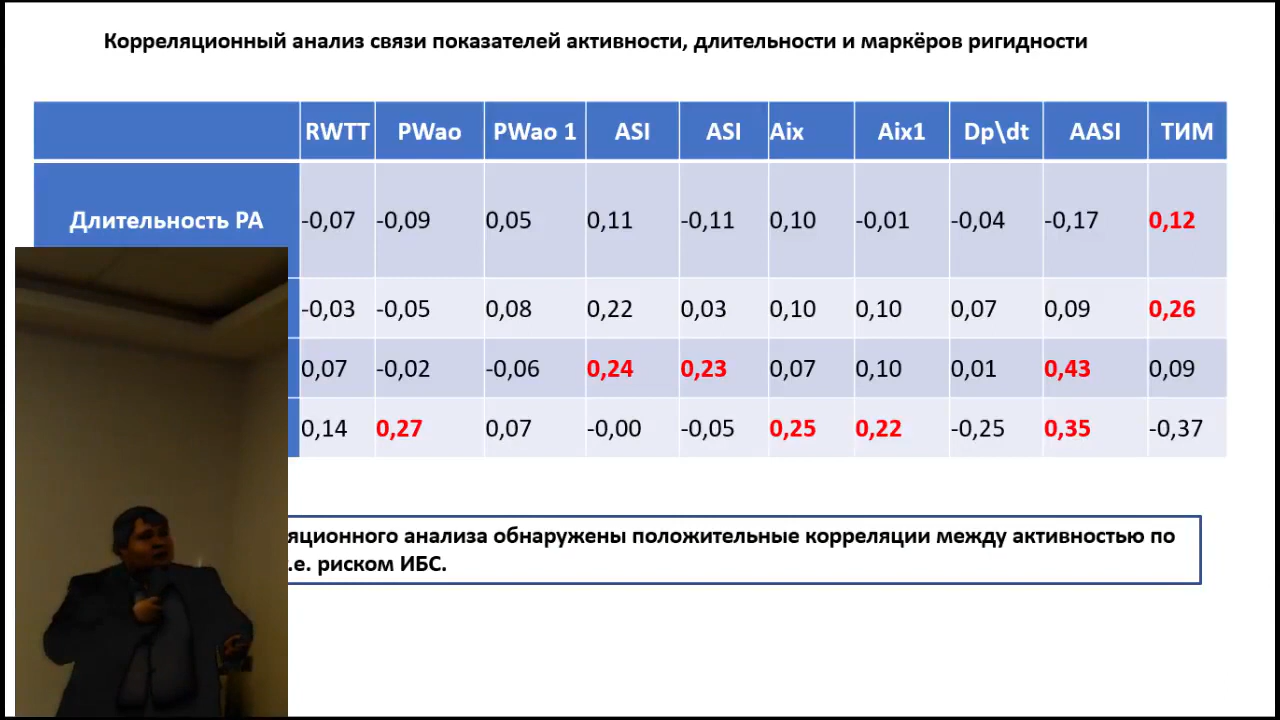 Корреляционный анализ связи показателей активности, длительности и маркёров ригидности
RWTT PWao PWao 1 ASI ASI Aix Aix1 Dp\dt AASI ТИМ
Длительность РА -0,07 -0,09 0,05 0,11 -0,11 0,10 -0,01 -0,04 -0,17 0,12
-0,03 -0,05 0,08 0,22 0,03 0,10 0,10 0,07 0,09 0,26
0,07 -0,02 -0,06 0,24 0,23 0,07 0,10 0,01 0,43 0,09
0,14 0,27 0,07 -0,00 -0,05 0,25 0,22 -0,25 0,35 -0,37
анализа обнаружены положительные корреляции между активностью по
риском ИБС.